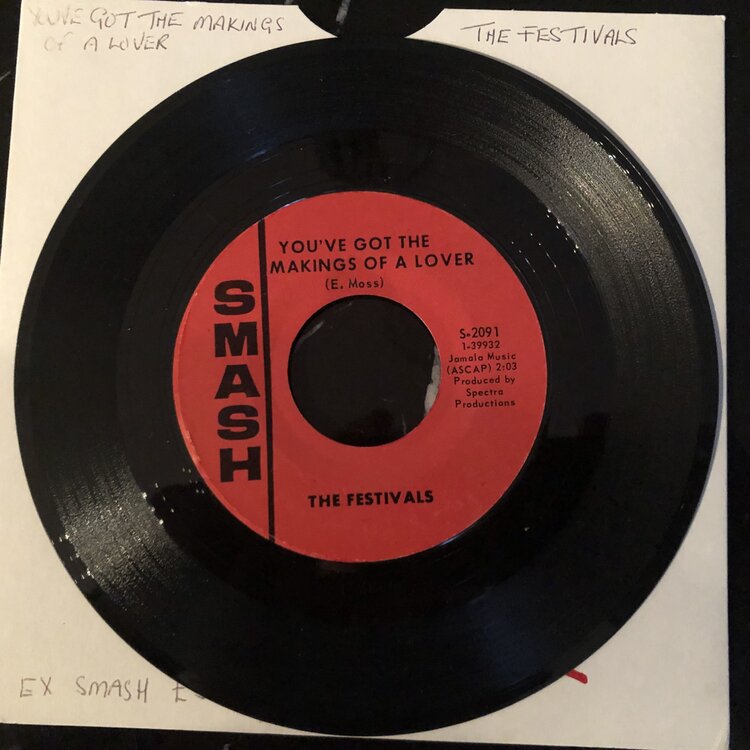 YOU'VE GOT THE MAKINGS
OF A LOVER
THE FESTIVALS
YOU'VE GOT THE
MAKINGS OF A LOVER
(E. Moss)
SMASH
S-2091
1-39932
Jamala Music
(ASCAP) 2:03
Produced by
Spectra
Productions
THE FESTIVALS
EX SMASH